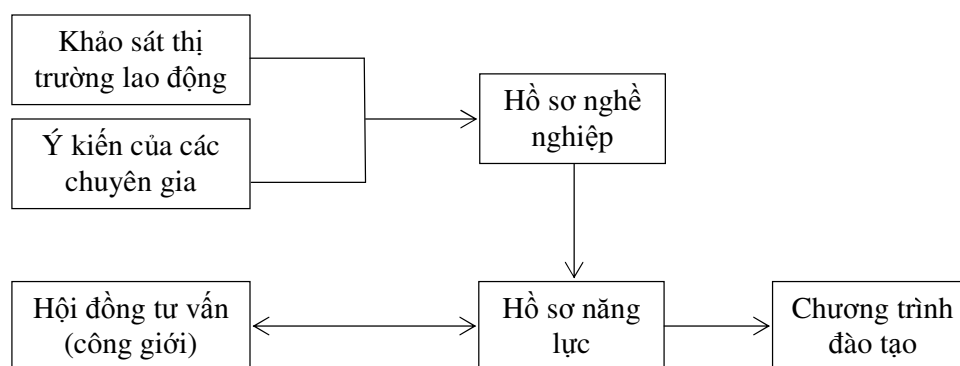 Khảo sát thị
trường lao động
Ý kiến của các
chuyên gia
Hồ sơ nghề
nghiệp
Hội đồng tư vấn
(công giới)
Hồ sơ năng
lực
Chương trình
đào tạo